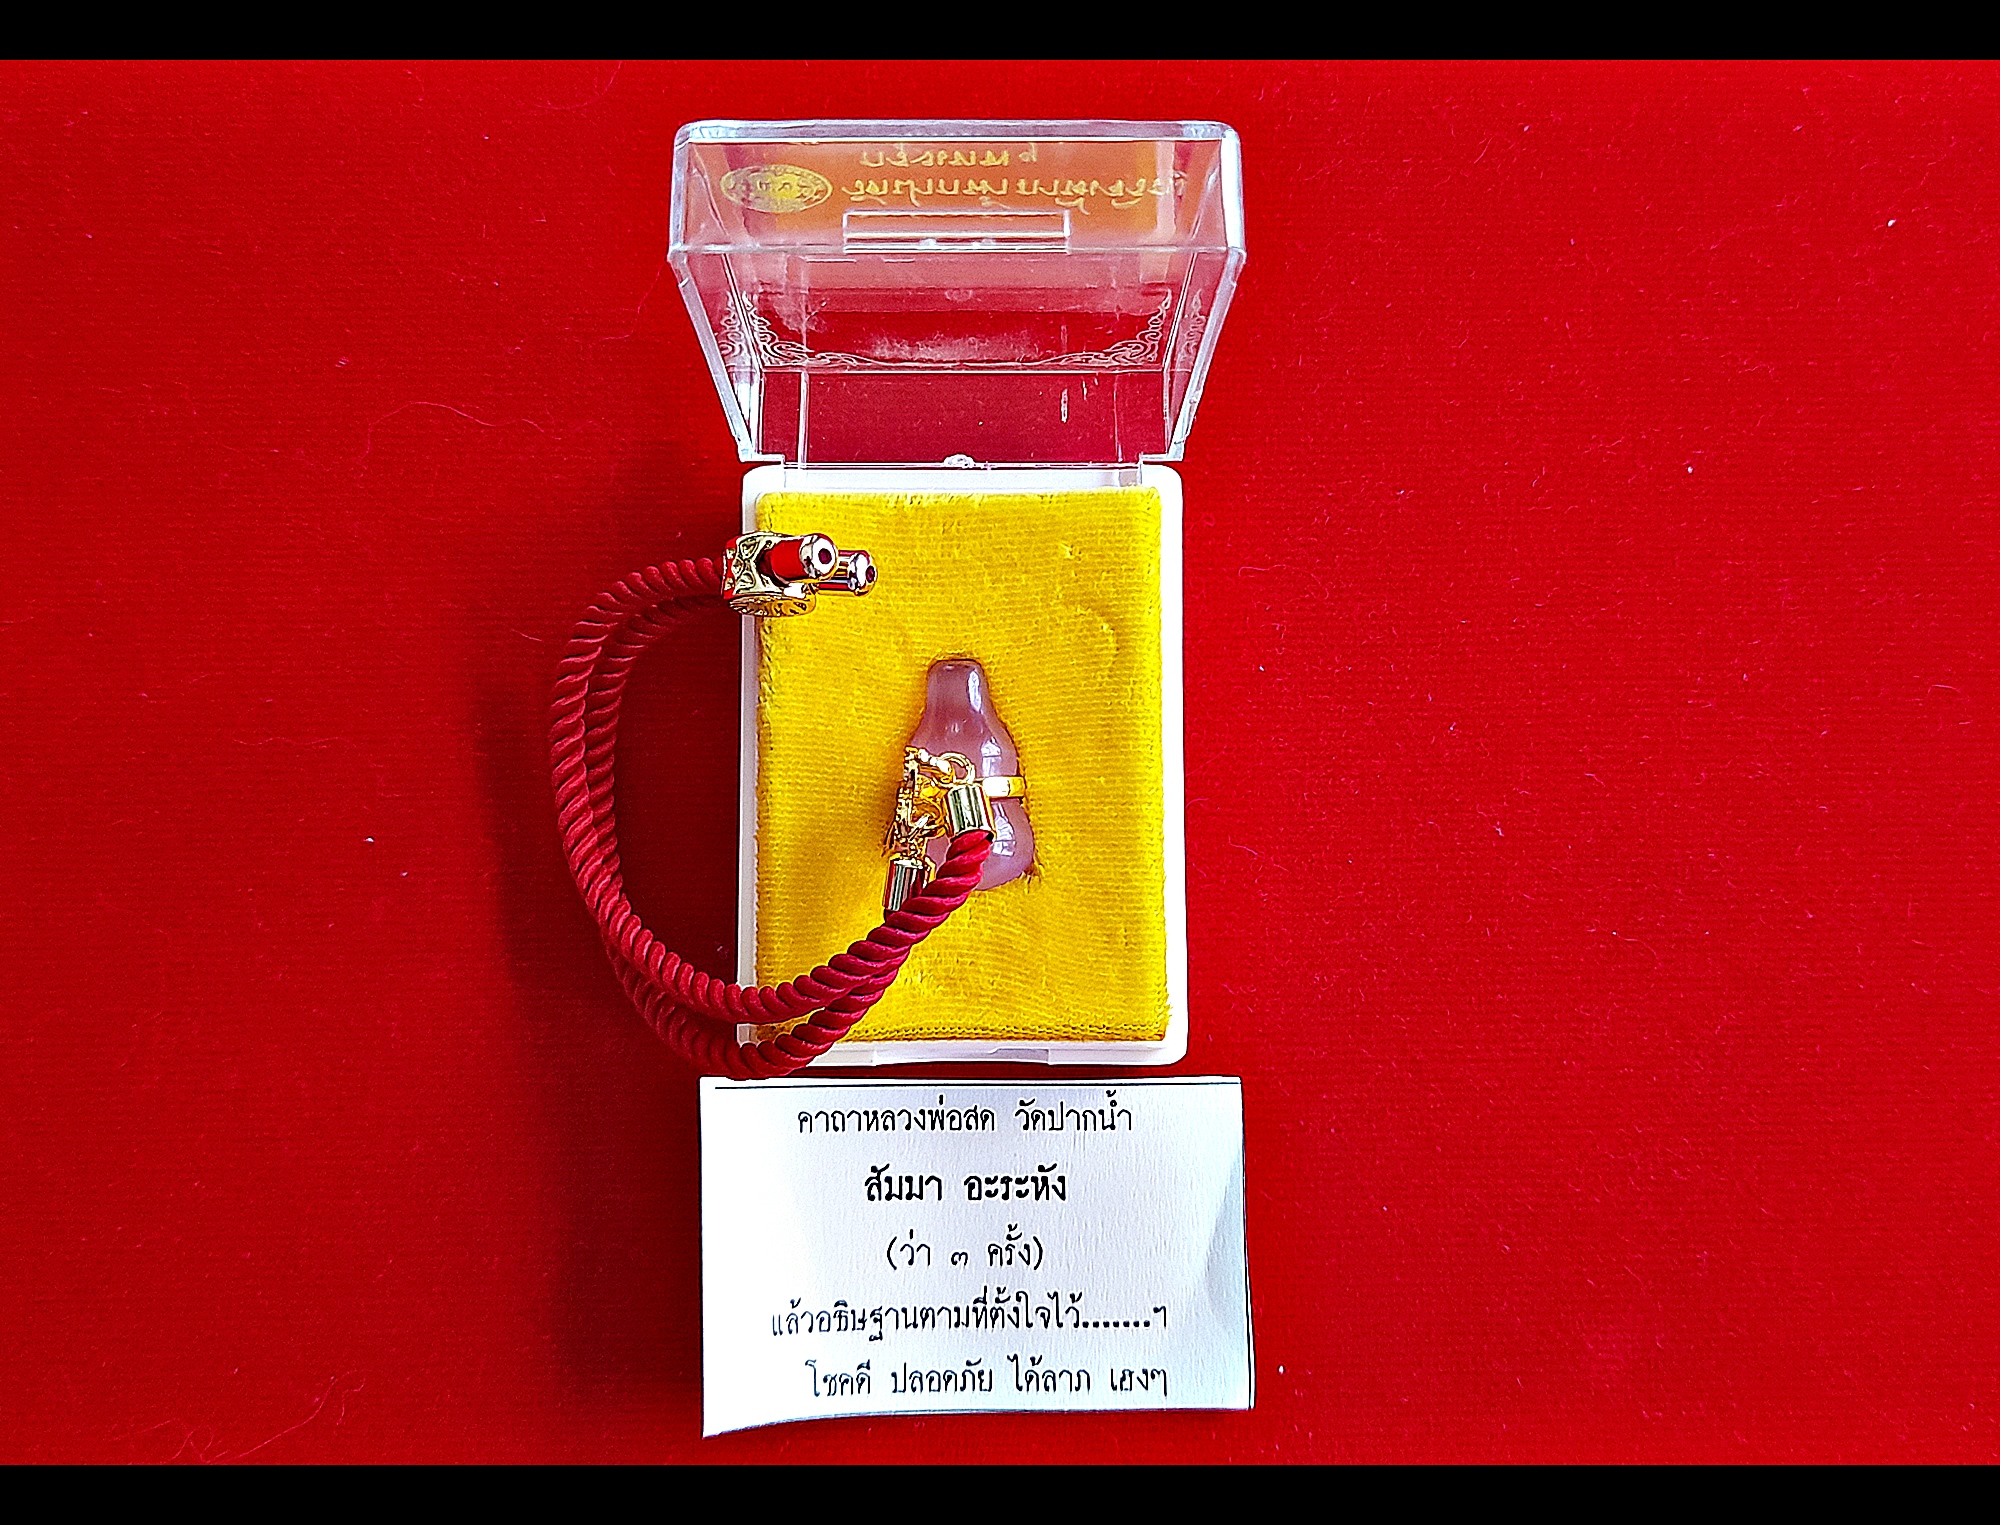 คาถาหลวงพ่อสด วัดปากน้ำ
สัมมา อะระหัง
(ว่า ๓ ครั้ง)
แล้วอธิษฐานตามที่ตั้งใจไว้.......ฯ
โชคดี ปลอดภัย ได้ลาภ เฮงๆ